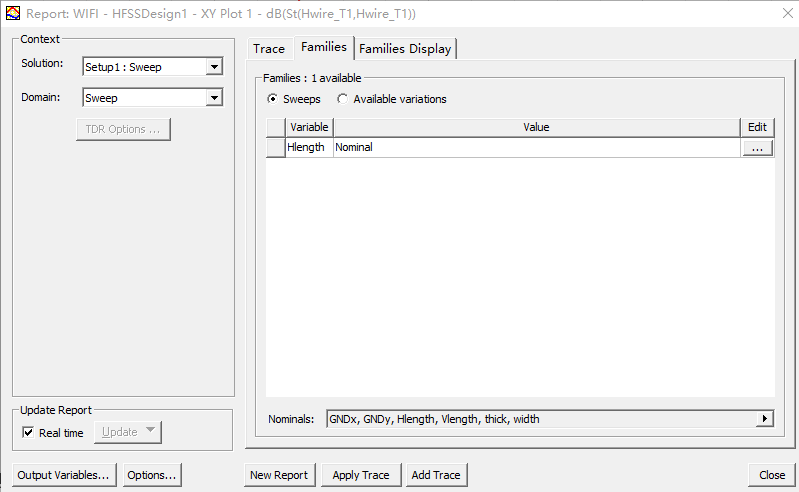 Report: WIFI - HFSSDesign1 - XY Plot 1 - dB(St(Hwire_T1,Hwire_T1))
Context
Solution:
Setup1 : Sweep
Domain:
Sweep
TDR Options ...
Update Report
Real time
Update
Output Variables...
Options...
Trace
Families
Families Display
Families : 1 available
Sweeps
Available variations
Variable
Value
Edit
Hlength
Nominal
...
Nominals:
GNDx, GNDy, Hlength, Vlength, thick, width
New Report
Apply Trace
Add Trace
Close